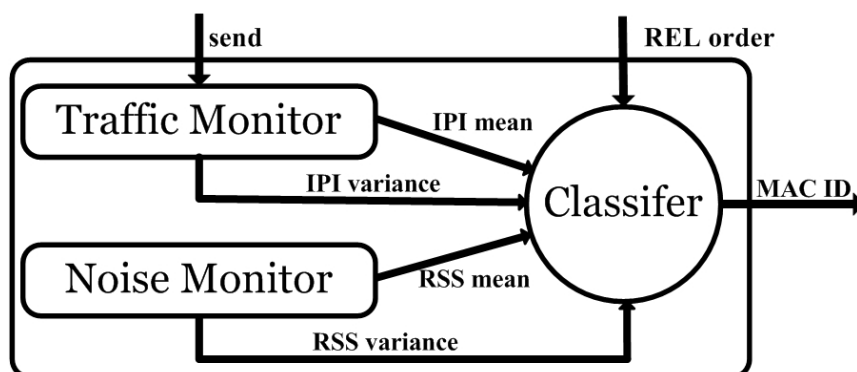 send
REL order
Traffic Monitor
IPI mean
IPI variance
Classifer
MAC ID
Noise Monitor
RSS mean
RSS variance